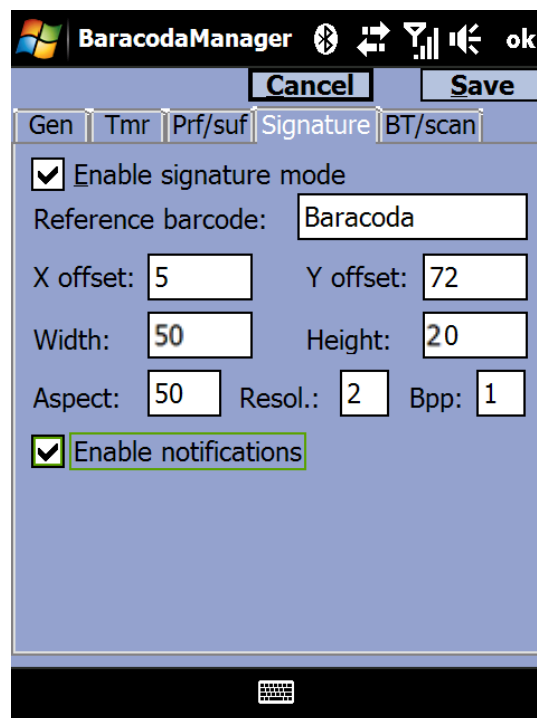 BaracodaManager ok
Cancel Save
Gen Tmr Prf/suf Signature BT/scan
Enable signature mode
Reference barcode: Baracoda
X offset: 5 Y offset: 72
Width: 50 Height: 20
Aspect: 50 Resol.: 2 Bpp: 1
Enable notifications